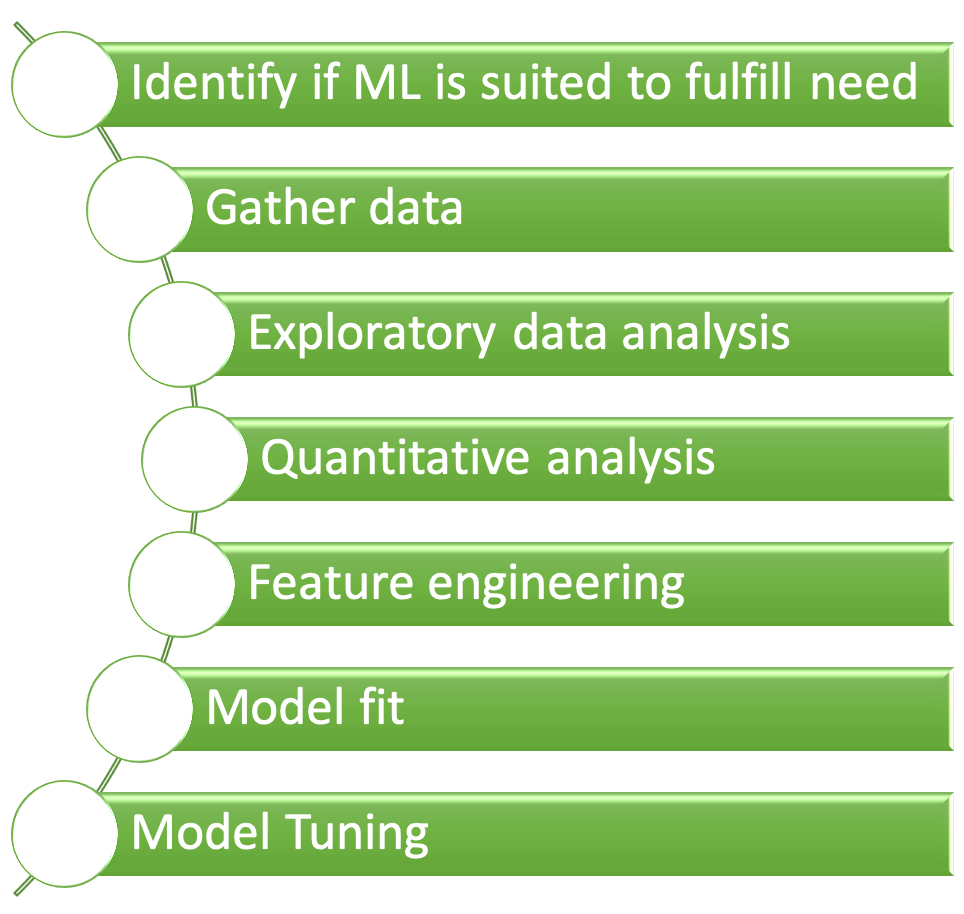 Identify if ML is suited to fulfill need
Gather data
Exploratory data analysis
Quantitative analysis
Feature engineering
Model fit
Model Tuning